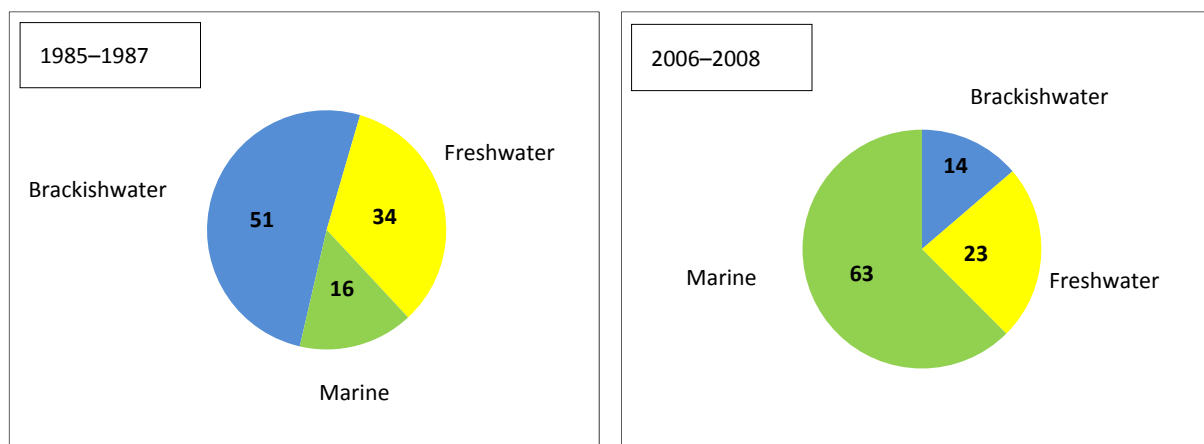 1985–1987
Freshwater
Brackishwater
51
34
16
Marine
2006–2008
Brackishwater
14
23
Marine
63
Freshwater